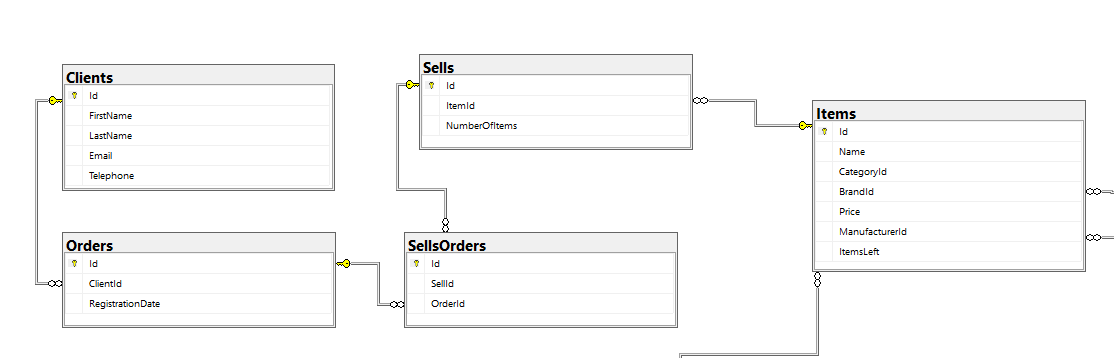 Clients
Id
FirstName
LastName
Email
Telephone
Sells
Id
ItemId
NumberOfItems
Items
Id
Name
CategoryId
BrandId
Price
ManufacturerId
ItemsLeft
Orders
Id
ClientId
RegistrationDate
SellsOrders
Id
SellId
OrderId